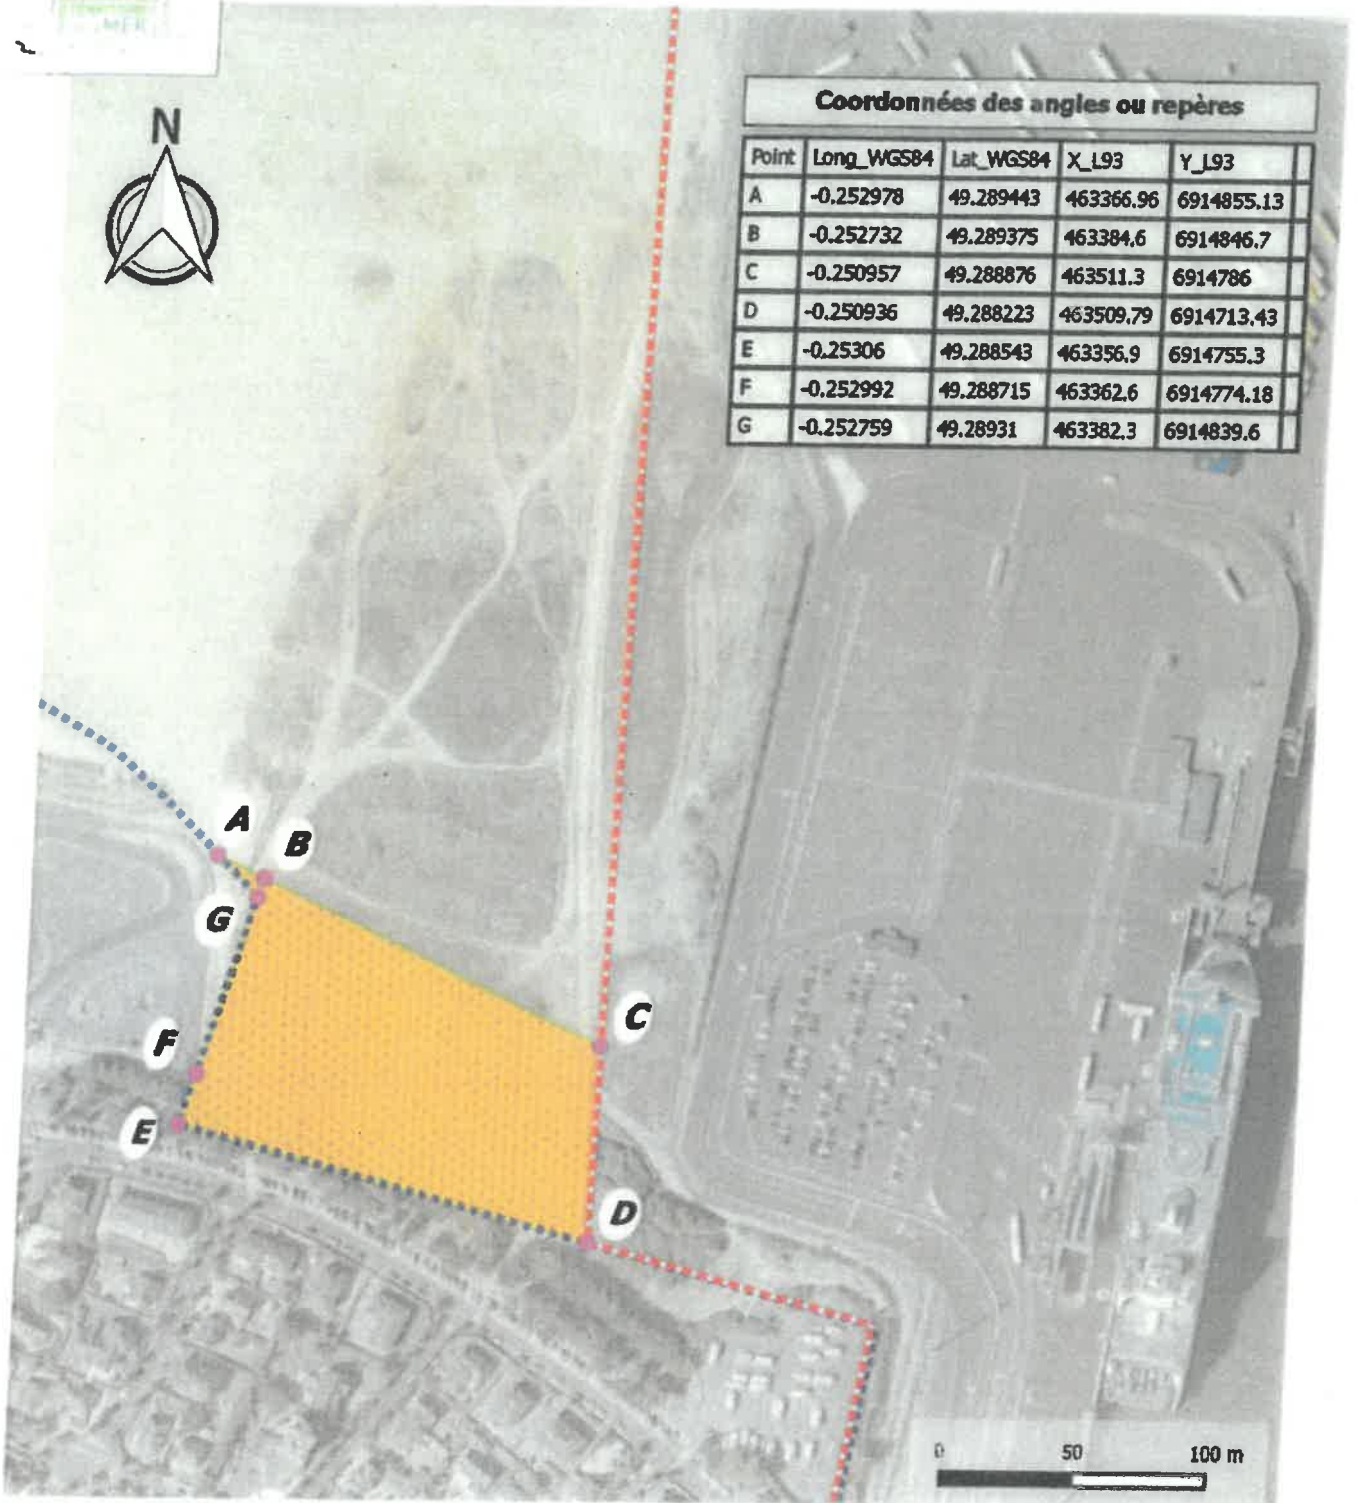 MER
N
Coordonnées des angles ou repères
Point Long_WGS84 Lat_WGS84 X_L93 Y_L93
A -0.252978 49.289443 463366.96 6914855.13
B -0.252732 49.289375 463384.6 6914846.7
C -0.250957 49.288876 463511.3 6914786
D -0.250936 49.288223 463509.79 6914713.43
E -0.25306 49.288543 463356.9 6914755.3
F -0.252992 49.288715 463362.6 6914774.18
G -0.252759 49.28931 463382.3 6914839.6
A
B
G
C
F
E
D
0 50 100 m